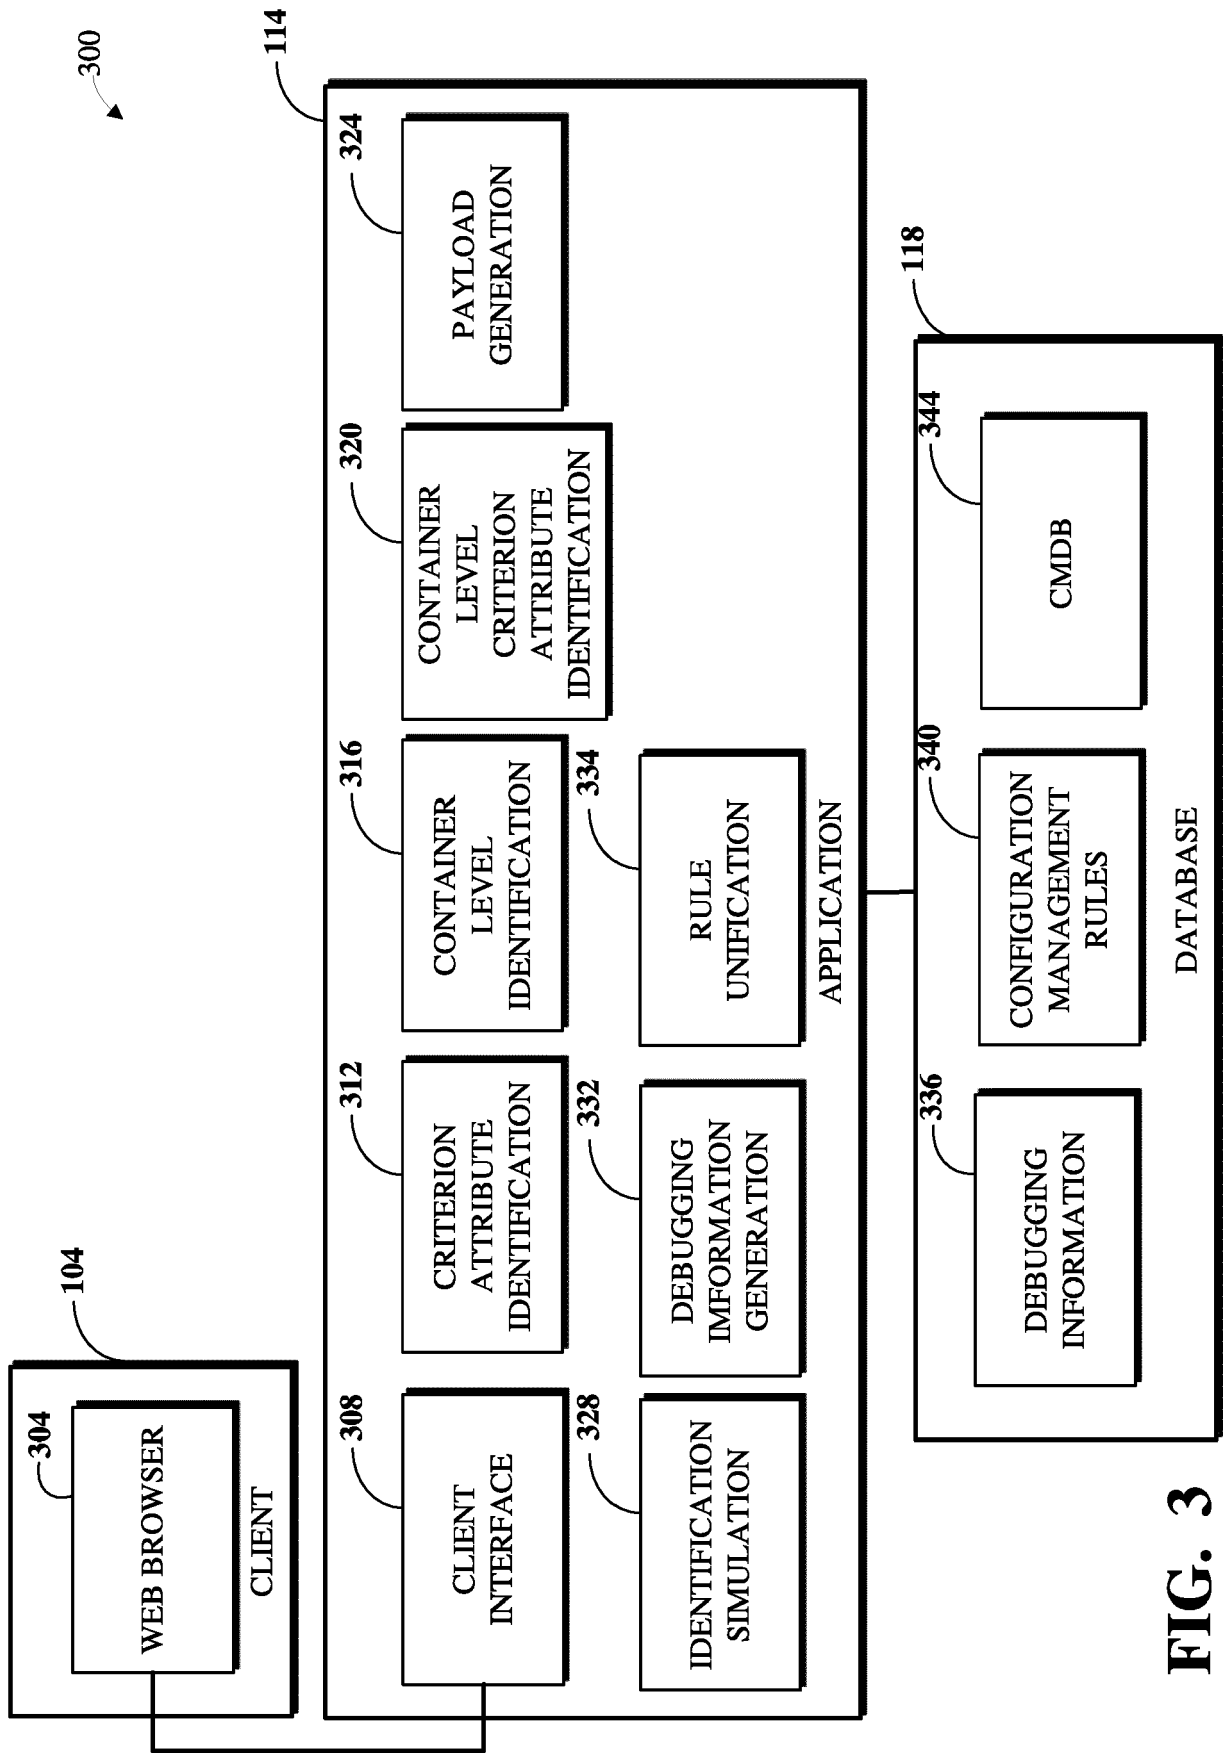 300
104
304
WEB BROWSER
CLIENT
114
308
CLIENT
INTERFACE
312
CRITERION
ATTRIBUTE
IDENTIFICATION
316
CONTAINER
LEVEL
IDENTIFICATION
320
CONTAINER
LEVEL
CRITERION
ATTRIBUTE
IDENTIFICATION
324
PAYLOAD
GENERATION
328
IDENTIFICATION
SIMULATION
332
DEBUGGING
IMFORMATION
GENERATION
334
RULE
UNIFICATION
APPLICATION
118
336
DEBUGGING
INFORMATION
340
CONFIGURATION
MANAGEMENT
RULES
344
CMDB
DATABASE
FIG. 3